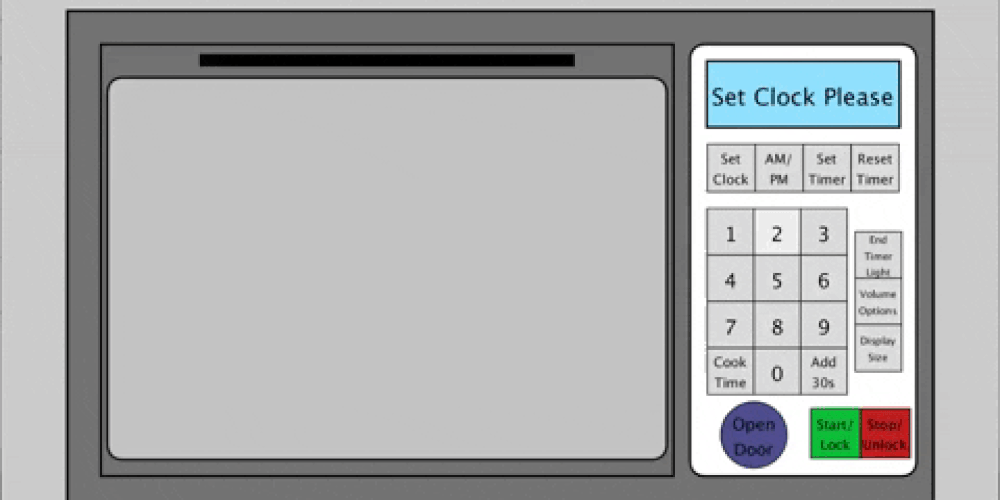 Set Clock Please
Set Clock
AM/ PM
Set Timer
Reset Timer
1 2 3
End Timer Light
4 5 6
Volume Options
7 8 9
Display Size
Cook Time
0
Add 30s
Open Door
Start/ Lock
Stop/ Unlock